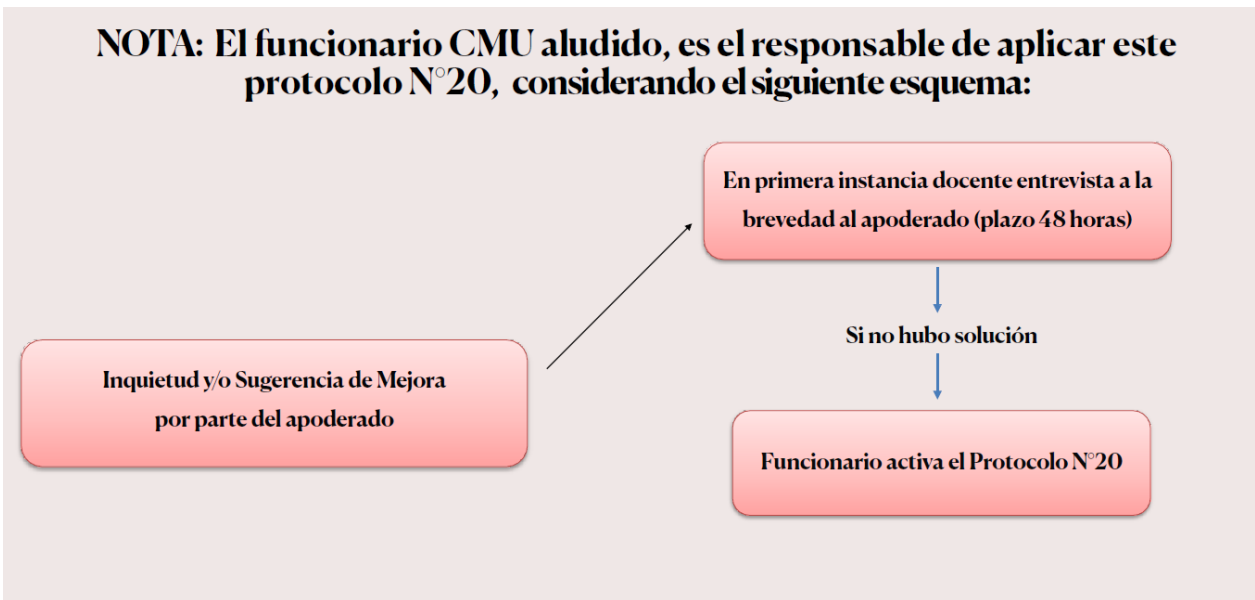 NOTA: El funcionario CMU aludido, es el responsable de aplicar este
protocolo N°20, considerando el siguiente esquema:
En primera instancia docente entrevista a la
brevedad al apoderado (plazo 48 horas)
Si no hubo solución
Inquietud y/o Sugerencia de Mejora
por parte del apoderado
Funcionario activa el Protocolo N°20